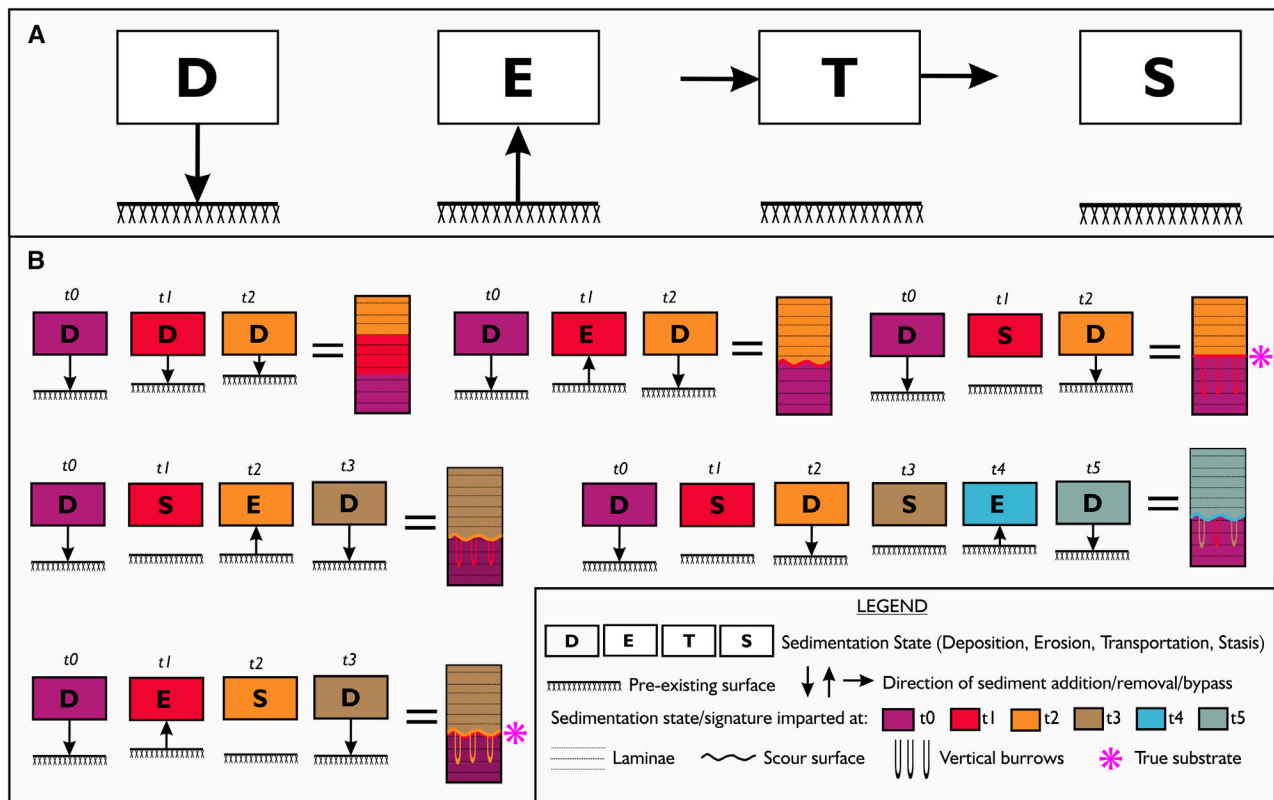 A
D E T S
B
t0 t1 t2 t0 t1 t2 t0 t1 t2
D D D = D E D = D S D =
t0 t1 t2 t3 t0 t1 t2 t3 t4 t5
D S E D = D S D S E D =
t0 t1 t2 t3
D E S D =
LEGEND
D E T S Sedimentation State (Deposition, Erosion, Transportation, Stasis)
Pre-existing surface Direction of sediment addition/removal/bypass
Sedimentation state/signature imparted at: t0 t1 t2 t3 t4 t5
Laminae Scour surface Vertical burrows True substrate